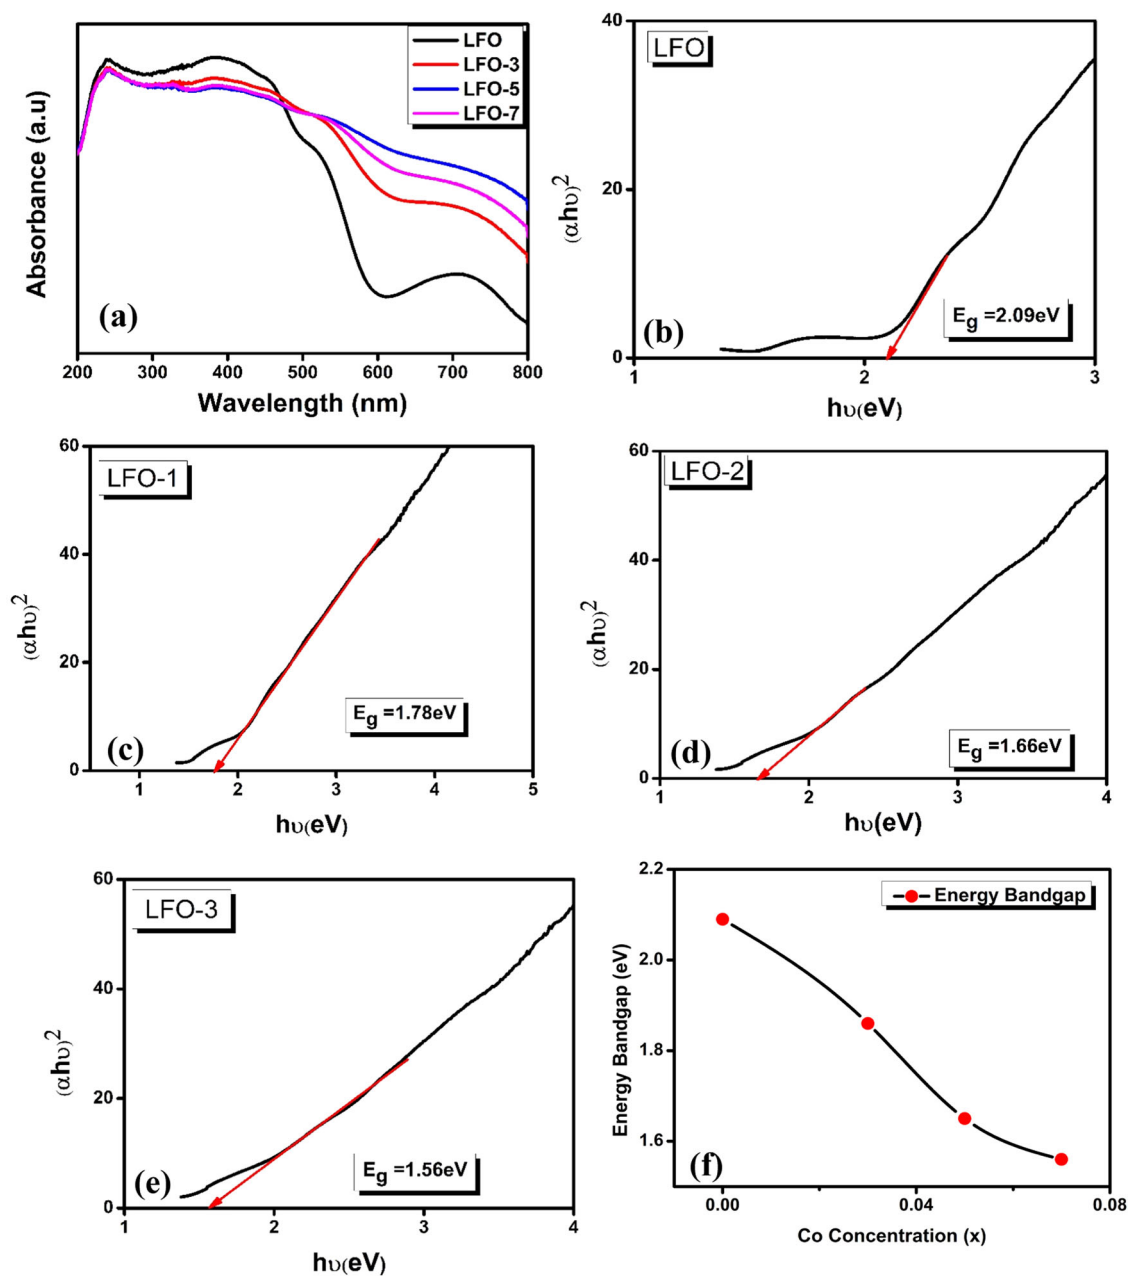 LFO
LFO-3
LFO-5
LFO-7
Absorbance (a.u)
(a)
200 300 400 500 600 700 800
Wavelength (nm)
40
20
0
LFO
(αhυ)2
(b)
Eg =2.09eV
1 2 3
hυ(eV)
60
40
20
0
LFO-1
(αhυ)2
(c)
Eg =1.78eV
1 2 3 4 5
hυ(eV)
60
40
20
0
LFO-2
(αhυ)2
(d)
Eg =1.66eV
1 2 3 4
hυ(eV)
60
40
20
0
LFO-3
(αhυ)2
(e)
Eg =1.56eV
1 2 3 4
hυ(eV)
2.2
2.0
1.8
1.6
Energy Bandgap
Energy Bandgap (eV)
(f)
0.00 0.04 0.08
Co Concentration (x)